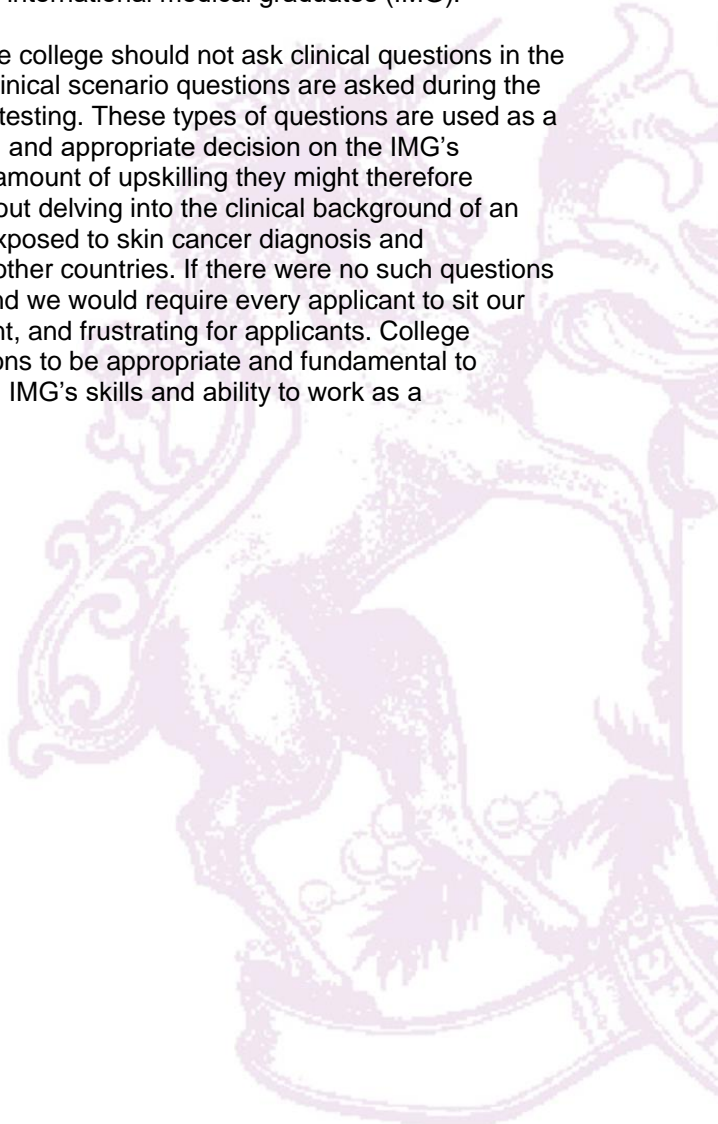 international medical graduates (IMG).
e college should not ask clinical questions in the
inical scenario questions are asked during the
testing. These types of questions are used as a
and appropriate decision on the IMG's
amount of upskilling they might therefore
out delving into the clinical background of an
xposed to skin cancer diagnosis and
other countries. If there were no such questions
nd we would require every applicant to sit our
nt, and frustrating for applicants. College
ons to be appropriate and fundamental to
IMG's skills and ability to work as a
EFU